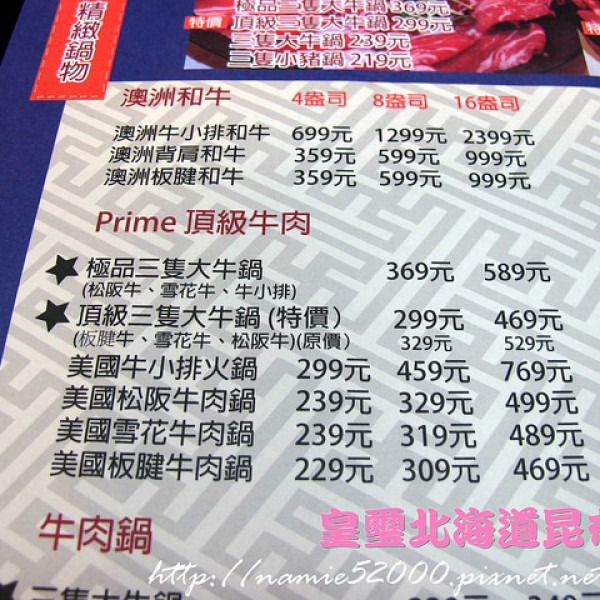 精緻鍋物
極品三隻大牛鍋369元
特價 頂級三隻大牛鍋299元
三隻大牛鍋239元
三隻小豬鍋219元
澳洲和牛 4盎司 8盎司 16盎司
澳洲牛小排和牛 699元 1299元 2399元
澳洲背肩和牛 359元 599元 999元
澳洲板腱和牛 359元 599元 999元
Prime 頂級牛肉
★極品三隻大牛鍋 369元 589元
(松阪牛、雪花牛、牛小排)
★頂級三隻大牛鍋(特價) 299元 469元
(板腱牛、雪花牛、松阪牛)(原價) 329元 529元
美國牛小排火鍋 299元 459元 769元
美國松阪牛肉鍋 239元 329元 499元
美國雪花牛肉鍋 239元 319元 489元
美國板腱牛肉鍋 229元 309元 469元
牛肉鍋
皇璽北海道昆布
http://namie52000.pixnet.net
三隻大牛鍋